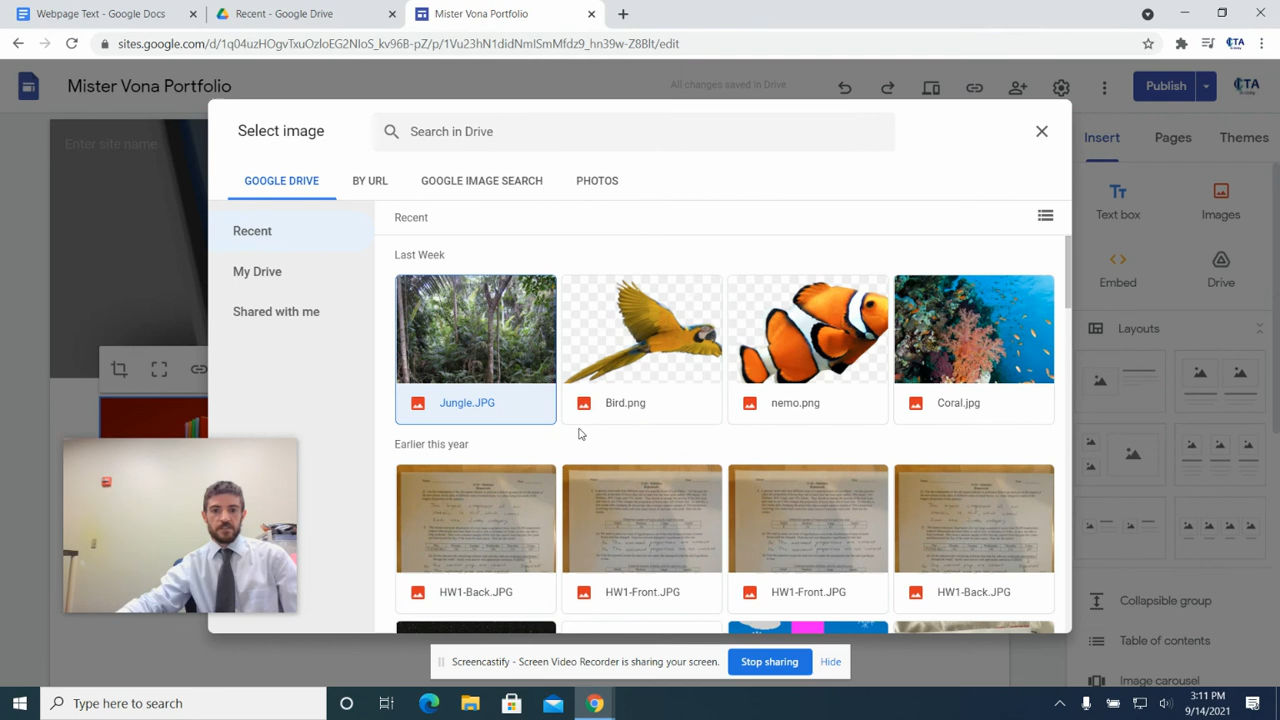 Webpage Text - Google Docs
Recent - Google Drive
Mister Vona Portfolio
sites.google.com/d/1q04uzHOgvTxuOzloEG2NIoS_kv96B-pZ/p/1Vu23hN1didNmISmMfdz9_hn39w-Z8Blt/edit
Mister Vona Portfolio
All changes saved in Drive
Publish
Enter site name
Select image
Search in Drive
Insert
Pages
Themes
GOOGLE DRIVE
BY URL
GOOGLE IMAGE SEARCH
PHOTOS
Text box
Images
Recent
Recent
My Drive
Last Week
Shared with me
Embed
Drive
Layouts
Jungle.JPG
Bird.png
nemo.png
Coral.jpg
Earlier this year
HW1-Back.JPG
HW1-Front.JPG
HW1-Front.JPG
HW1-Back.JPG
Collapsible group
Table of contents
Image carousel
Screencastify - Screen Video Recorder is sharing your screen.
Stop sharing
Hide
Type here to search
3:11 PM
9/14/2021